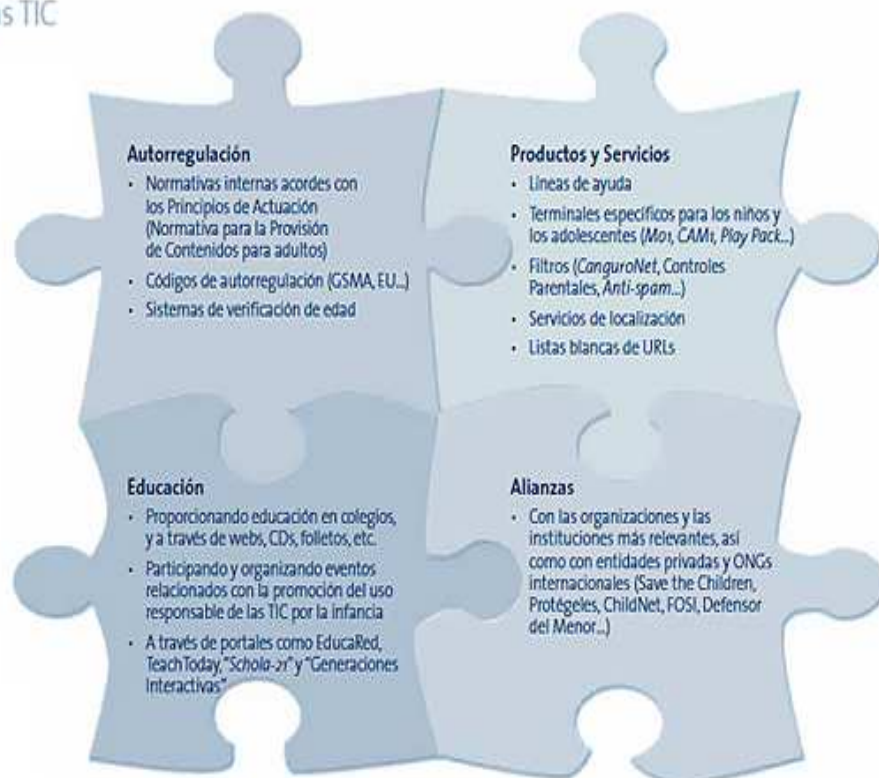 s TIC
Autorregulación
• Normativas internas acordes con
los Principios de Actuación
(Normativa para la Provisión
de Contenidos para adultos)
• Códigos de autorregulación (GSMA, EU...)
• Sistemas de verificación de edad
Productos y Servicios
• Líneas de ayuda
• Terminales específicos para los niños y
los adolescentes (Mo1, CAM1, Play Pack...)
• Filtros (CanguroNet, Controles
Parentales, Anti-spam...)
• Servicios de localización
• Listas blancas de URLs
Educación
• Proporcionando educación en colegios,
y a través de webs, CDs, folletos, etc.
• Participando y organizando eventos
relacionados con la promoción del uso
responsable de las TIC por la infancia
• A través de portales como EducaRed,
TeachToday, "Schola-21" y "Generaciones
Interactivas"
Alianzas
• Con las organizaciones y las
instituciones más relevantes, así
como con entidades privadas y ONGs
internacionales (Save the Children,
Protégeles, ChildNet, FOSI, Defensor
del Menor...)